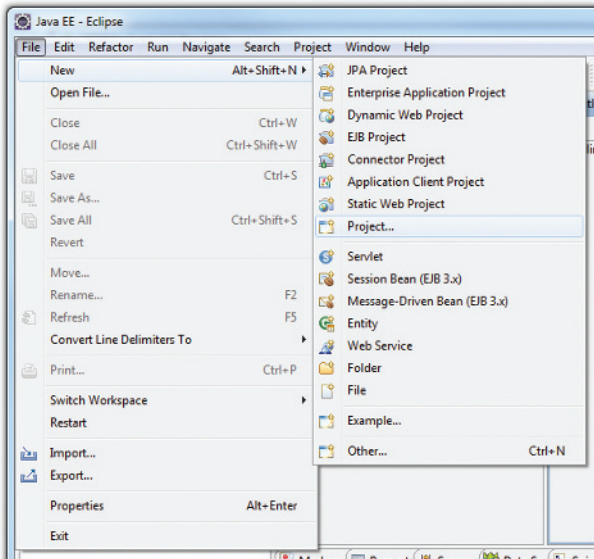 Java EE - Eclipse
File Edit Refactor Run Navigate Search Project Window Help
New Alt+Shift+N
Open File...
Close Ctrl+W
Close All Ctrl+Shift+W
Save Ctrl+S
Save As...
Save All Ctrl+Shift+S
Revert
Move...
Rename... F2
Refresh F5
Convert Line Delimiters To
Print... Ctrl+P
Switch Workspace
Restart
Import...
Export...
Properties Alt+Enter
Exit
JPA Project
Enterprise Application Project
Dynamic Web Project
EJB Project
Connector Project
Application Client Project
Static Web Project
Project...
Servlet
Session Bean (EJB 3.x)
Message-Driven Bean (EJB 3.x)
Entity
Web Service
Folder
File
Example...
Other... Ctrl+N